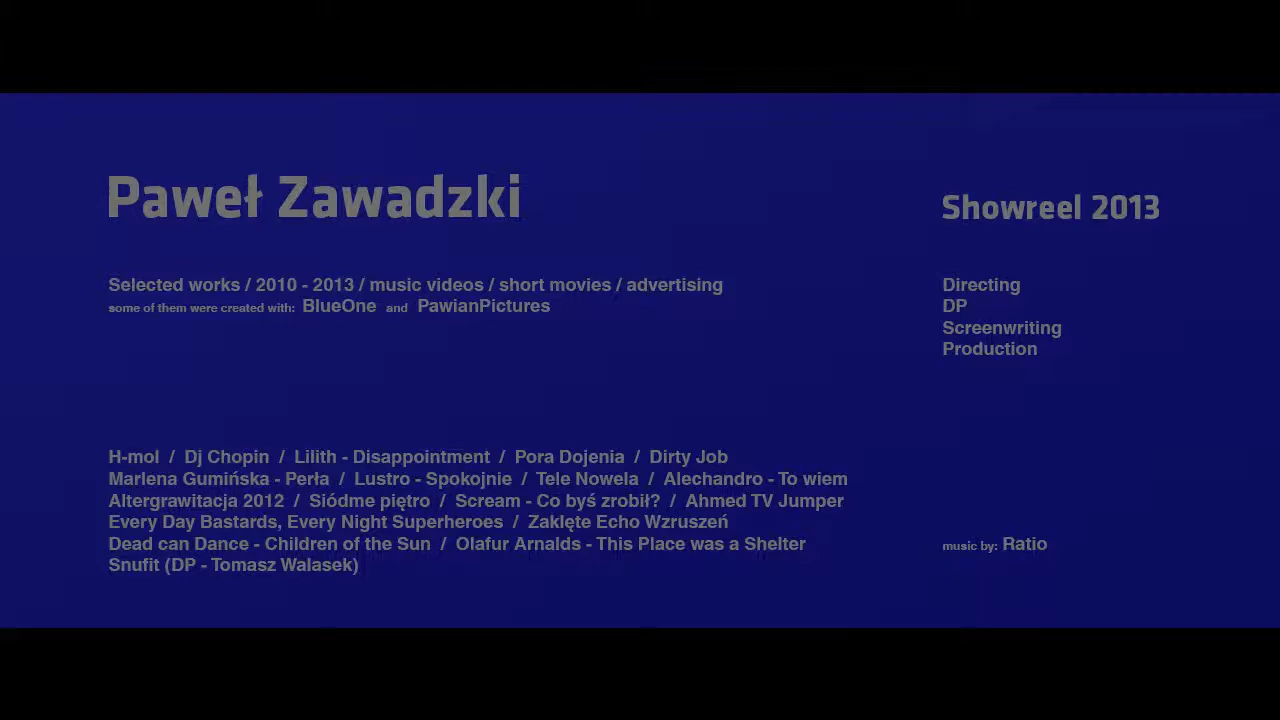 Paweł Zawadzki
Showreel 2013
Selected works / 2010 - 2013 / music videos / short movies / advertising
some of them were created with: BlueOne and PawianPictures
Directing
DP
Screenwriting
Production
H-mol / Dj Chopin / Lilith - Disappointment / Pora Dojenia / Dirty Job
Marlena Gumińska - Perła / Lustro - Spokojnie / Tele Nowela / Alechandro - To wiem
Altergrawitacja 2012 / Siódme piętro / Scream - Co byś zrobił? / Ahmed TV Jumper
Every Day Bastards, Every Night Superheroes / Zaklęte Echo Wzruszeń
Dead can Dance - Children of the Sun / Olafur Arnalds - This Place was a Shelter
Snufit (DP - Tomasz Walasek)
music by: Ratio